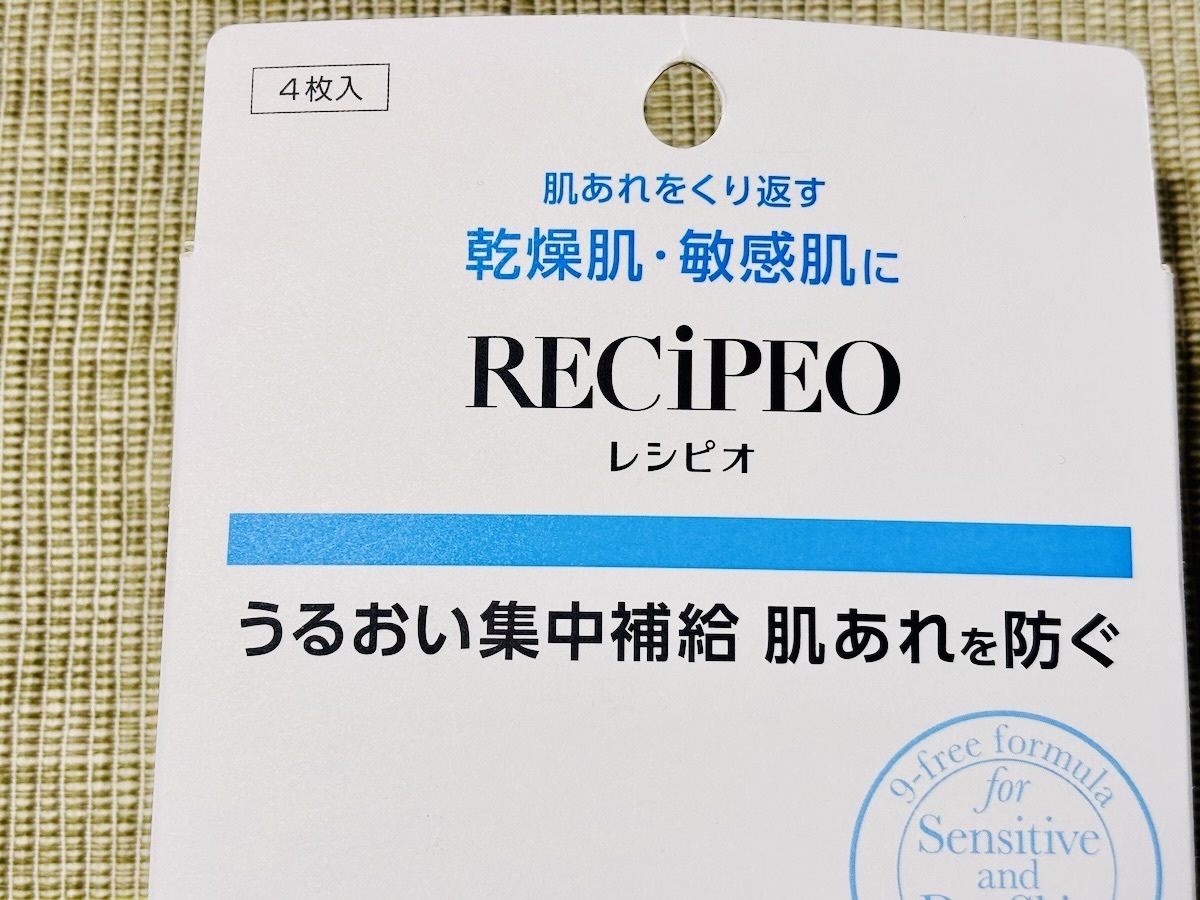 4枚入
肌あれをくり返す
乾燥肌・敏感肌に
RECiPEO
レシピオ
うるおい集中補給 肌あれを防ぐ
9-free formula
for
Sensitive
and